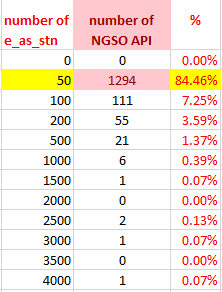 number of e_as_stn number of NGSO API %
0 0 0.00%
50 1294 84.46%
100 111 7.25%
200 55 3.59%
500 21 1.37%
1000 6 0.39%
1500 1 0.07%
2000 0 0.00%
2500 2 0.13%
3000 1 0.07%
3500 0 0.00%
4000 1 0.07%